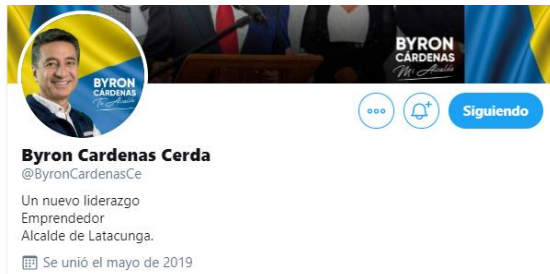 BYRON
CÁRDENAS
Mi Alcalde
BYRON
CÁRDENAS
Tu Alcalde
Siguiendo
Byron Cardenas Cerda
@ByronCardenasCe
Un nuevo liderazgo
Emprendedor
Alcalde de Latacunga.
Se unió el mayo de 2019